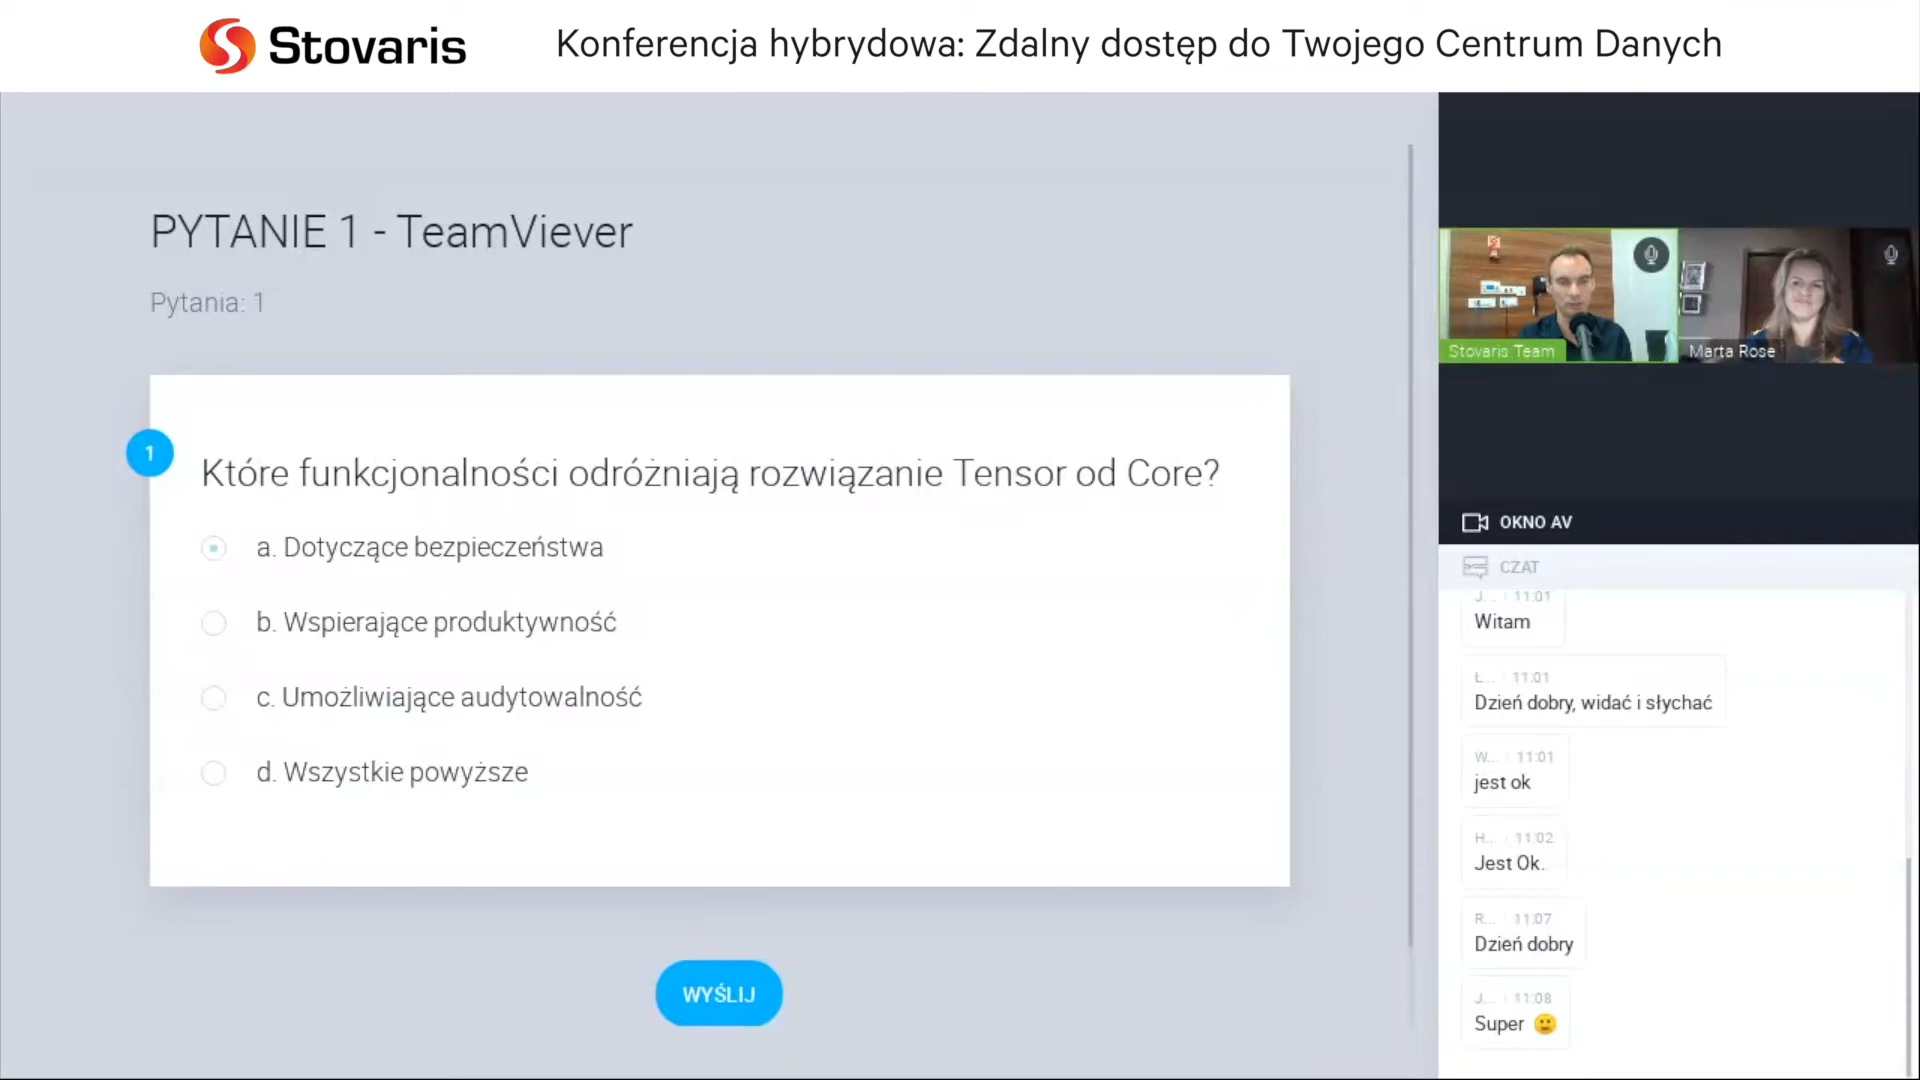 Stovaris
Konferencja hybrydowa: Zdalny dostęp do Twojego Centrum Danych
PYTANIE 1 - TeamViever
Pytania: 1
1
Które funkcjonalności odróżniają rozwiązanie Tensor od Core?
a. Dotyczące bezpieczeństwa
b. Wspierające produktywność
c. Umożliwiające audytowalność
d. Wszystkie powyższe
WYŚLIJ
Stovaris Team
Marta Rose
OKNO AV
CZAT
J... 11:01
Witam
Ł... 11:01
Dzień dobry, widać i słychać
W... 11:01
jest ok
H... 11:02
Jest Ok.
R... 11:07
Dzień dobry
J... 11:08
Super